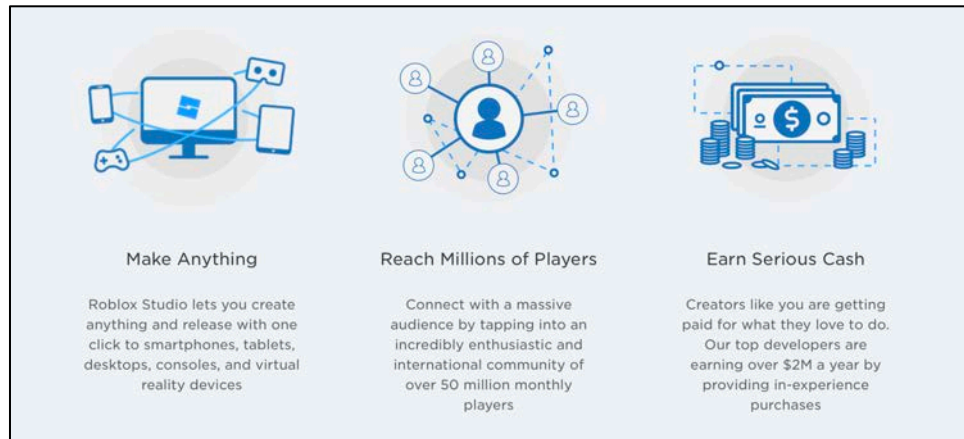 Make Anything
Roblox Studio lets you create
anything and release with one
click to smartphones, tablets,
desktops, consoles, and virtual
reality devices
Reach Millions of Players
Connect with a massive
audience by tapping into an
incredibly enthusiastic and
international community of
over 50 million monthly
players
Earn Serious Cash
Creators like you are getting
paid for what they love to do.
Our top developers are
earning over $2M a year by
providing in-experience
purchases